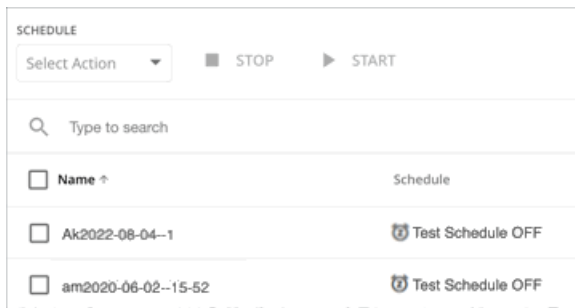 SCHEDULE
Select Action STOP START
Type to search
Name ↑ Schedule
Ak2022-08-04--1 Test Schedule OFF
am2020-06-02--15-52 Test Schedule OFF